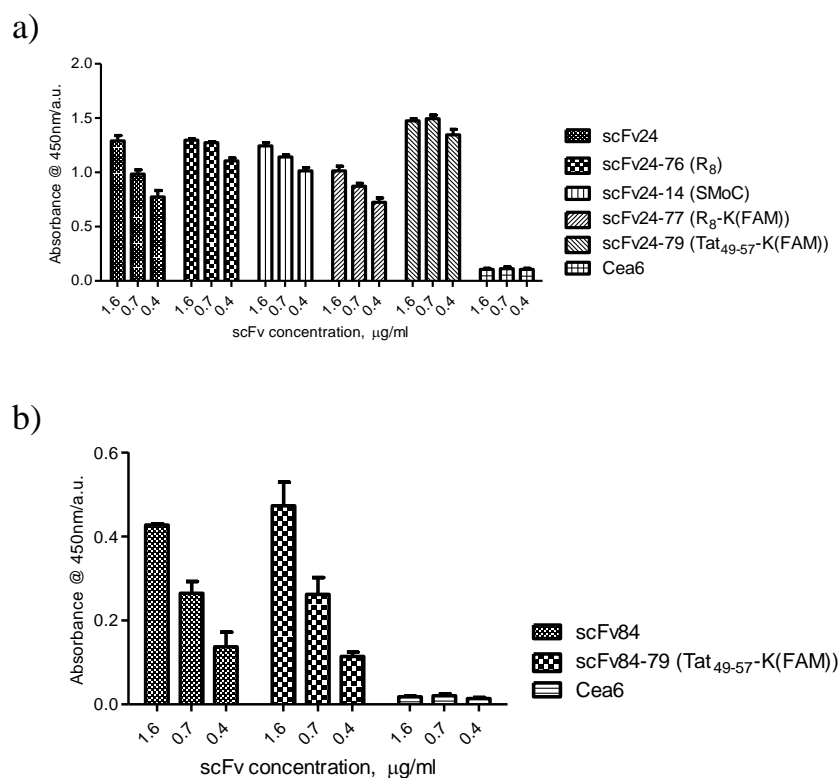 a)
Absorbance @ 450nm/a.u.
1.5
1.0
0.5
0.0
1.6 0.7 0.4 1.6 0.7 0.4 1.6 0.7 0.4 1.6 0.7 0.4 1.6 0.7 0.4 1.6 0.7 0.4
scFv concentration, μg/ml
scFv24
scFv24-76 (R₈)
scFv24-14 (SMoC)
scFv24-77 (R₈-K(FAM))
scFv24-79 (Tat₄₉₋₅₇-K(FAM))
Cea6
b)
Absorbance @ 450nm/a.u.
0.6
0.4
0.2
0.0
1.6 0.7 0.4 1.6 0.7 0.4 1.6 0.7 0.4
scFv concentration, μg/ml
scFv84
scFv84-79 (Tat₄₉₋₅₇-K(FAM))
Cea6